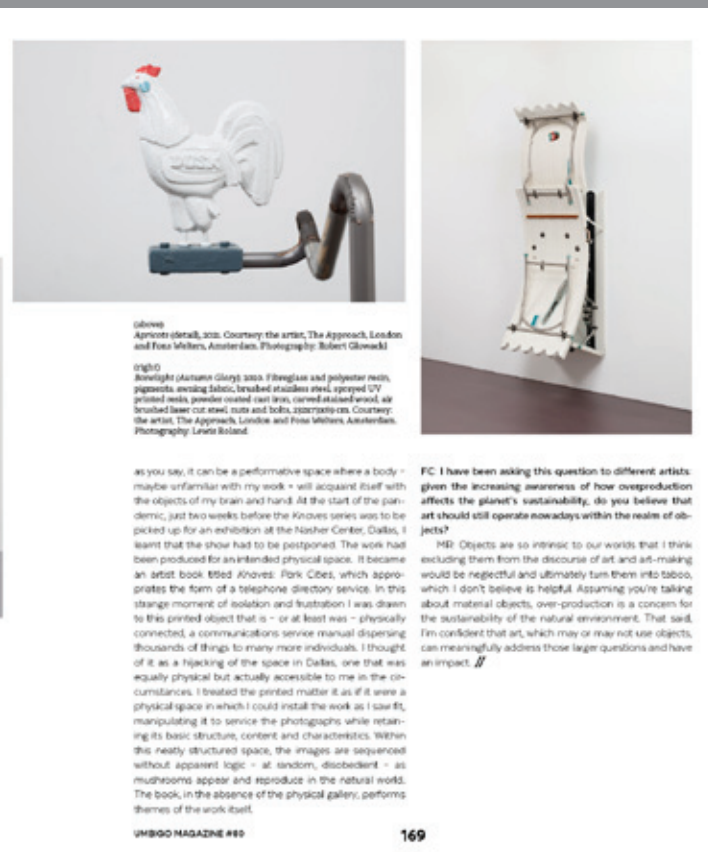 (above)
Apricots (detail), 2021. Courtesy: the artist, The Approach, London
and Fons Welters, Amsterdam. Photography: Robert Glowacki
(right)
Bonelight (Autumn Glory), 2020. Fibreglass and polyester resin,
pigments, awning fabric, brushed stainless steel, sprayed UV
printed resin, powder coated cast iron, carved stained wood, air
brushed laser cut steel, nuts and bolts, Courtesy:
the artist, The Approach, London and Fons Welters, Amsterdam.
Photography: Lewis Ronald
as you say, it can be a performative space where a body –
maybe unfamiliar with my work – will acquaint itself with
the objects of my brain and hand. At the start of the pan-
demic, just two weeks before the Knaves series was to be
picked up for an exhibition at the Nasher Center, Dallas, I
learnt that the show had to be postponed. The work had
been produced for an intended physical space. It became
an artist book titled Knaves: Park Cities, which appro-
priates the form of a telephone directory service. In this
strange moment of isolation and frustration I was drawn
to this printed object that is – or at least was – physically
connected, a communications service manual dispersing
thousands of things to many more individuals. I thought
of it as a hijacking of the space in Dallas, one that was
equally physical but actually accessible to me in the cir-
cumstances. I treated the printed matter as if it were a
physical space in which I could install the work as I saw fit,
manipulating it to service the photographs while retain-
ing its basic structure, content and characteristics. Within
this neatly structured space, the images are sequenced
without apparent logic – at random, disobedient – as
mushrooms appear and reproduce in the natural world.
The book, in the absence of the physical gallery, performs
themes of the work itself.
FC I have been asking this question to different artists:
given the increasing awareness of how overproduction
affects the planet's sustainability, do you believe that
art should still operate nowadays within the realm of ob-
jects?
MR: Objects are so intrinsic to our worlds that I think
excluding them from the discourse of art and art-making
would be neglectful and ultimately turn them into taboo,
which I don't believe is helpful. Assuming you're talking
about material objects, over-production is a concern for
the sustainability of the natural environment. That said,
I'm confident that art, which may or may not use objects,
can meaningfully address those larger questions and have
an impact. //
UMBIGO MAGAZINE #80
169